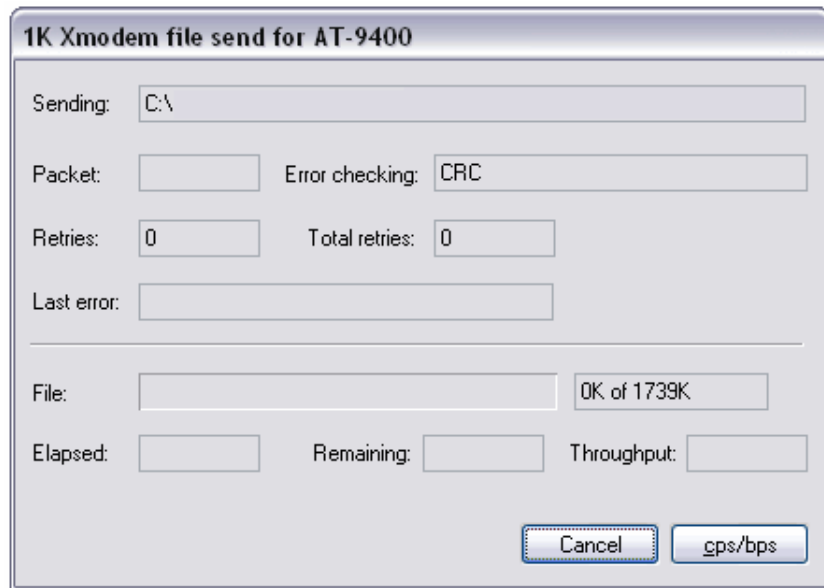 1K Xmodem file send for AT-9400
Sending: C:\
Packet: Error checking: CRC
Retries: 0 Total retries: 0
Last error:
File: 0K of 1739K
Elapsed: Remaining: Throughput:
Cancel cps/bps